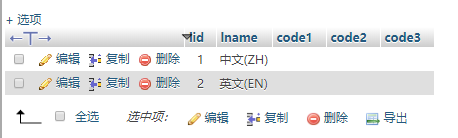 + 选项
←T→ lid lname code1 code2 code3
编辑 复制 删除 1 中文(ZH)
编辑 复制 删除 2 英文(EN)
全选 选中项: 编辑 复制 删除 导出